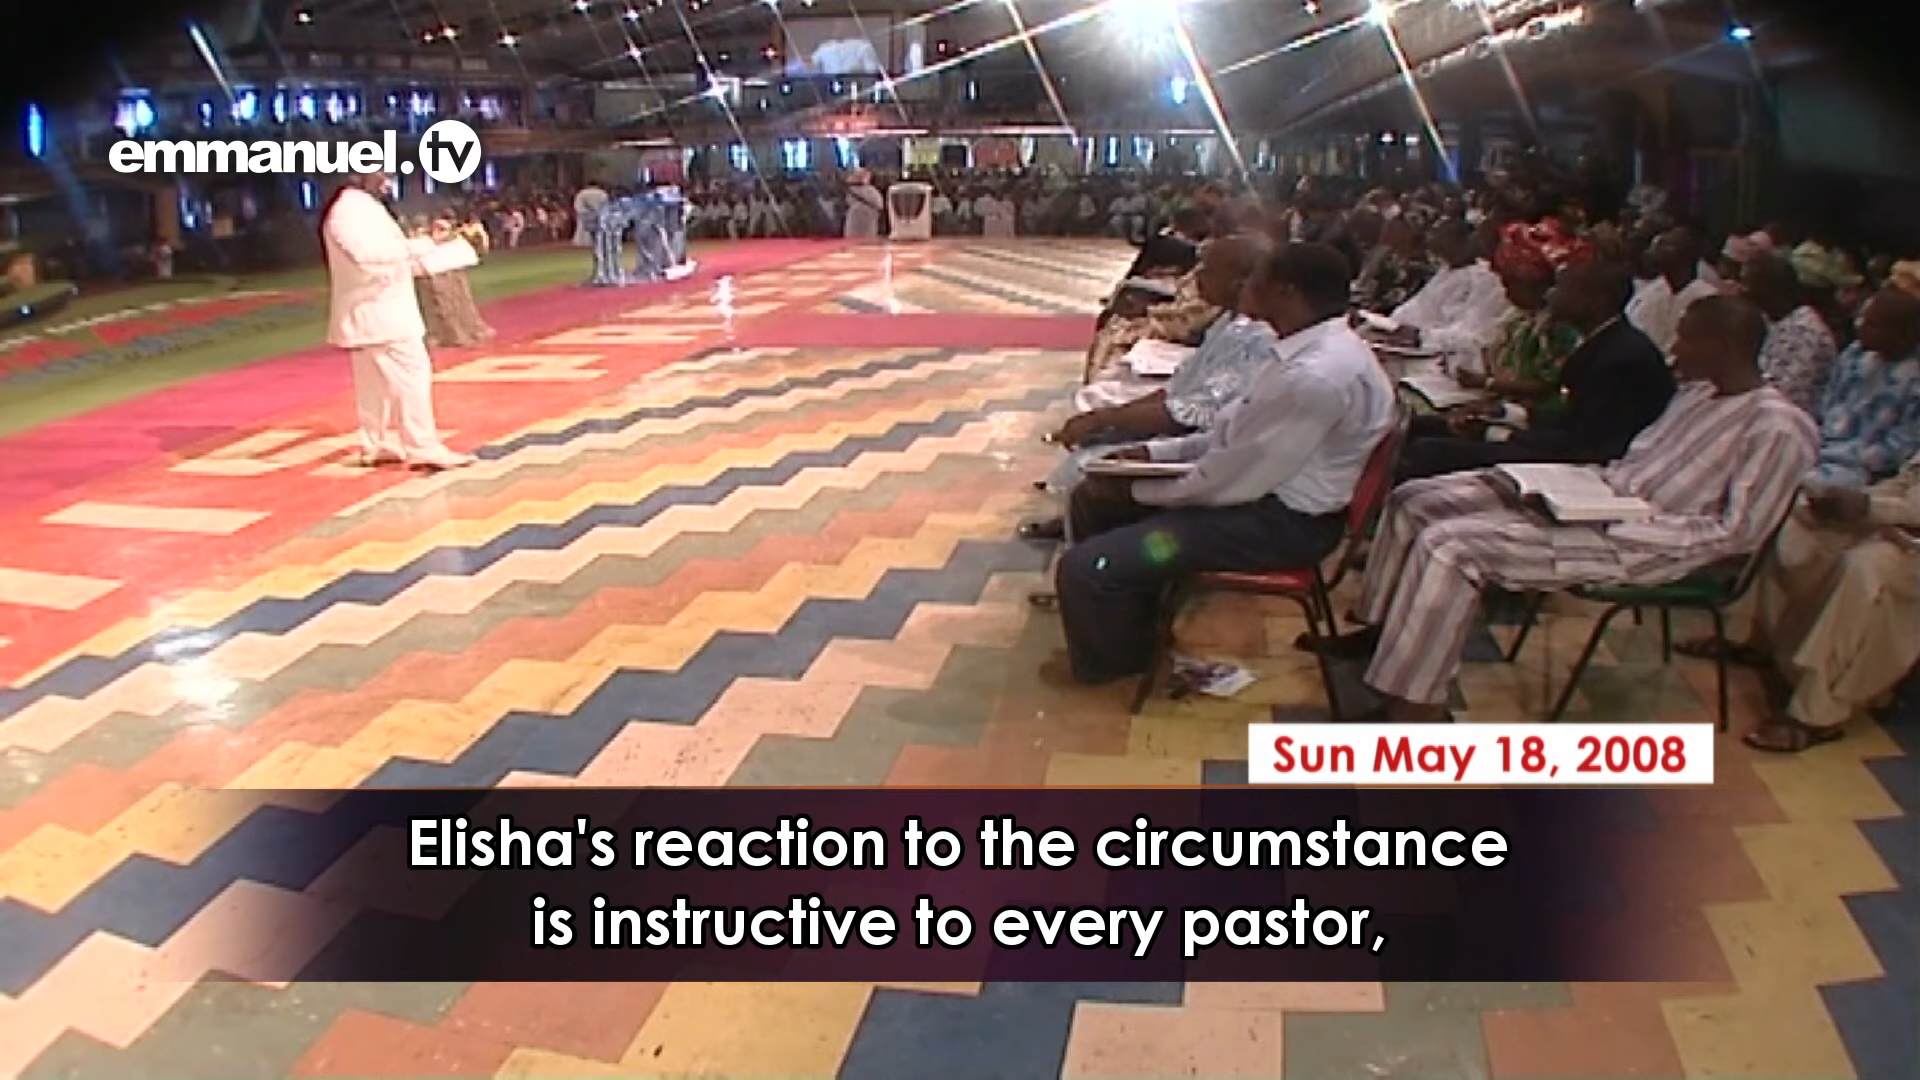 emmanuel.tv
Sun May 18, 2008
Elisha's reaction to the circumstance
is instructive to every pastor,